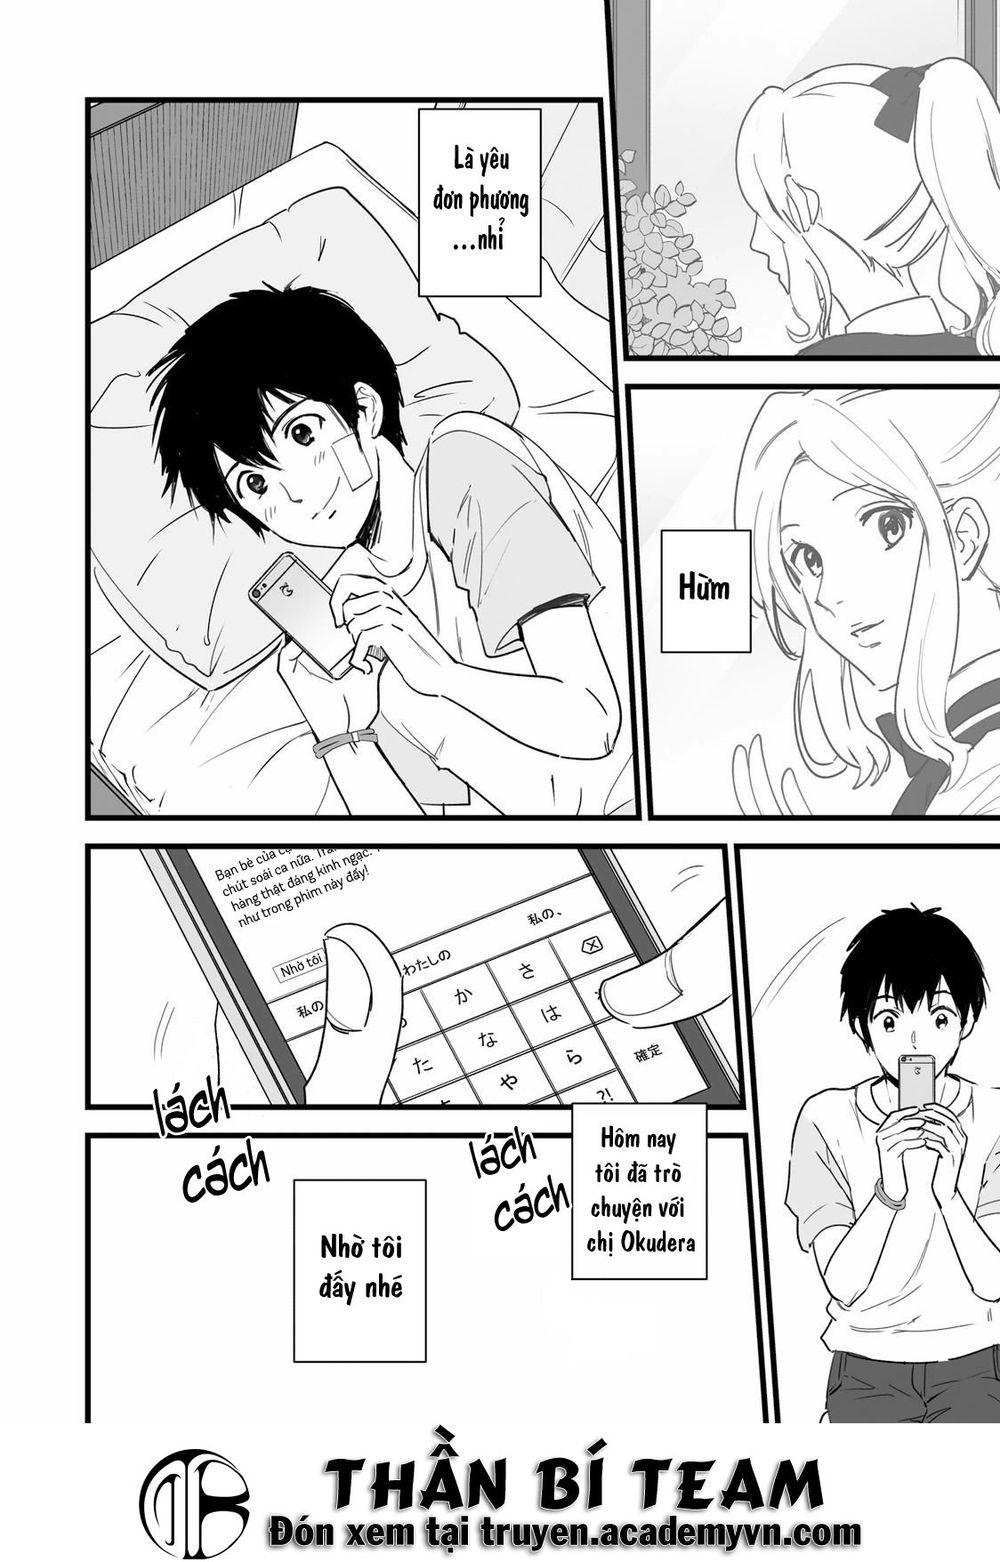 Là yêu
đơn phương
...nhỉ
Hừm
Bạn bè của
chút soái ca nữa.
hàng thật đáng kinh ngạc.
như trong phim này đấy!
Nhờ tôi
私の
わたしの
私の、
か
さ
た
な
は
や
ら
確定
?!
lách
cách
lách
cách
Hôm nay
tôi đã trò
chuyện với
chị Okudera
Nhờ tôi
đấy nhé
THẦN BÍ TEAM
Đón xem tại truyen.academyvn.com